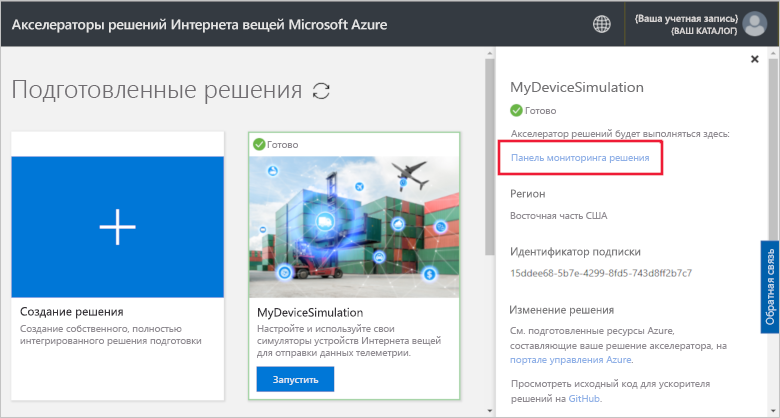 Акселераторы решений Интернета вещей Microsoft Azure
{Ваша учетная запись}
{ВАШ КАТАЛОГ}
Подготовленные решения
Создание решения
Создание собственного, полностью
интегрированного решения подготовки
Готово
MyDeviceSimulation
Настройте и используйте свои
симуляторы устройств Интернета вещей
для отправки данных телеметрии.
Запустить
MyDeviceSimulation
Готово
Акселератор решений будет выполняться здесь:
Панель мониторинга решения
Регион
Восточная часть США
Идентификатор подписки
15ddee68-5b7e-4299-8fd5-743d8ff2b7c7
Изменение решения
См. подготовленные ресурсы Azure,
составляющие ваше решение акселератора, на
портале управления Azure.
Просмотреть исходный код для ускорителя
решений на GitHub.
Обратная связь